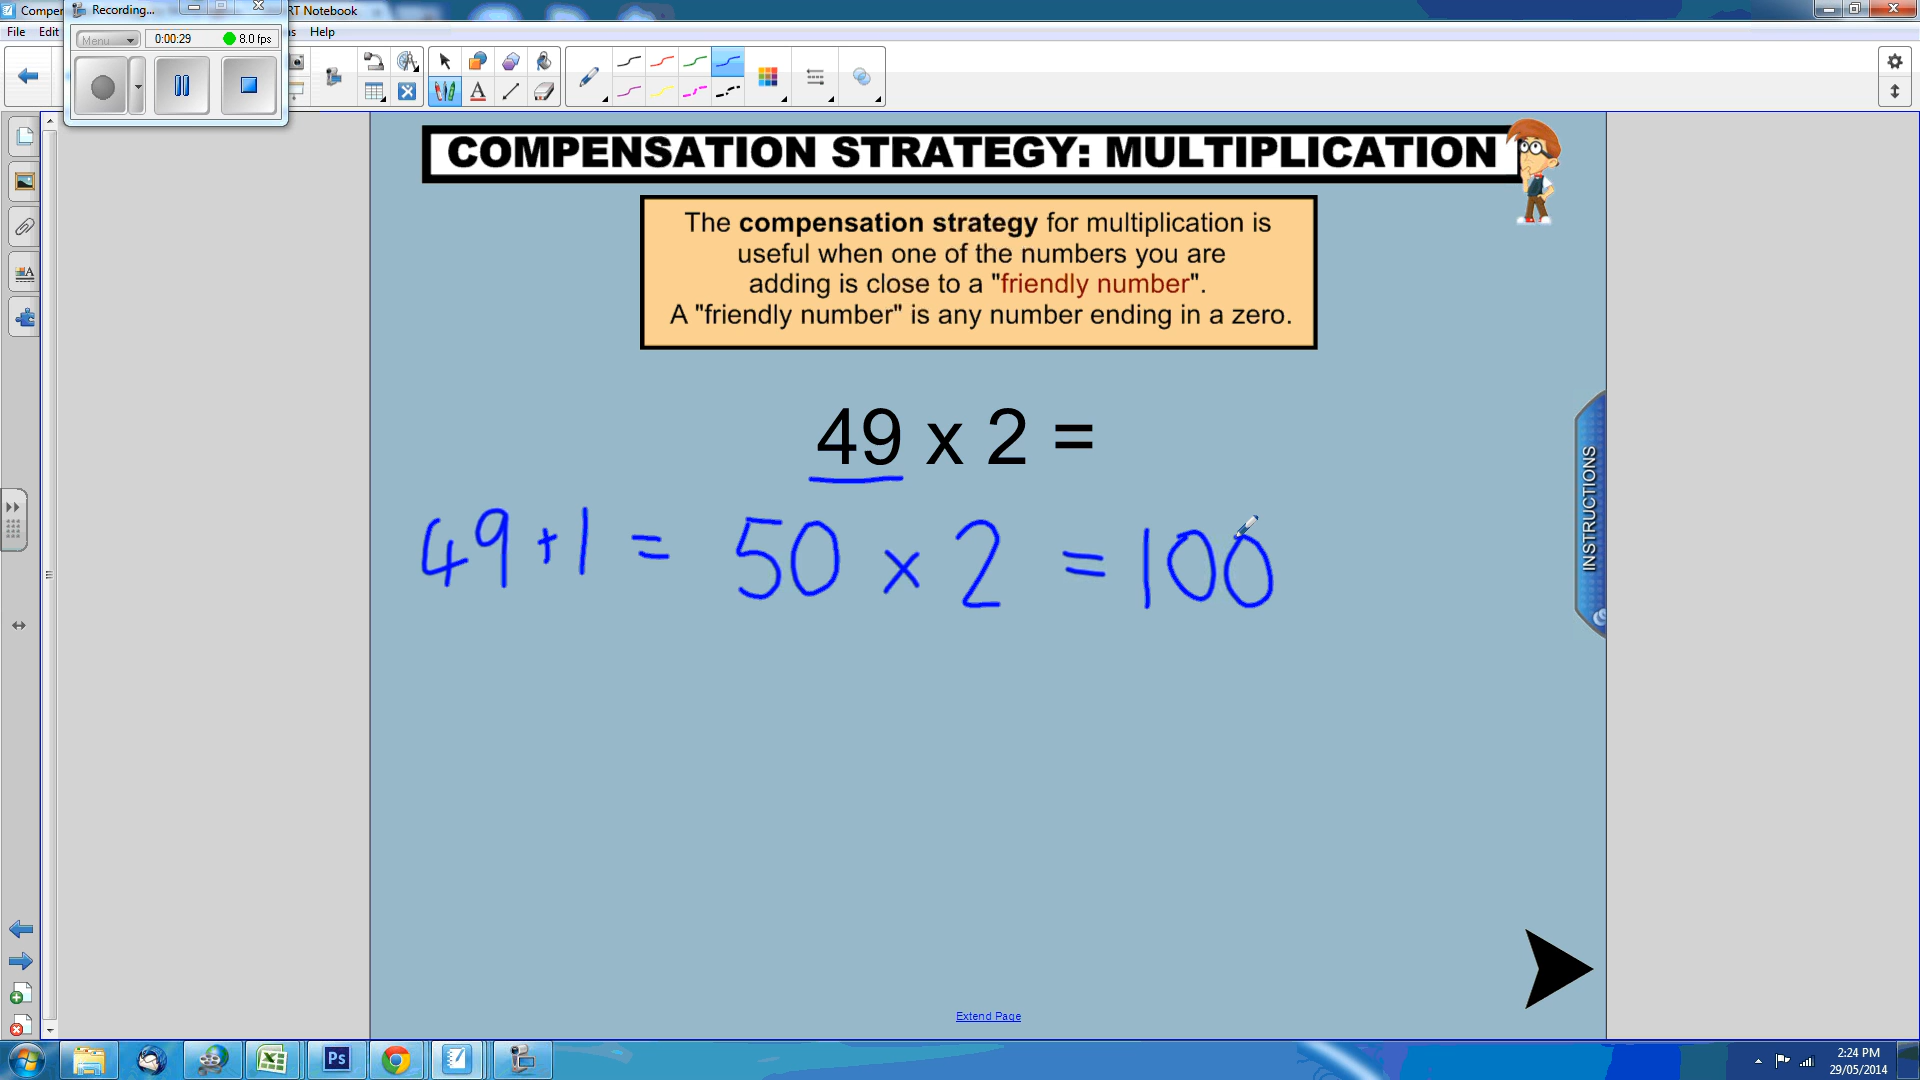 Compen
Recording...
RT Notebook
File Edit
ns Help
Menu 0:00:29 8.0 fps
COMPENSATION STRATEGY: MULTIPLICATION
The compensation strategy for multiplication is
useful when one of the numbers you are
adding is close to a "friendly number".
A "friendly number" is any number ending in a zero.
49 x 2 =
49+1 = 50 x 2 = 100
INSTRUCTIONS
Extend Page
Ps
2:24 PM
29/05/2014